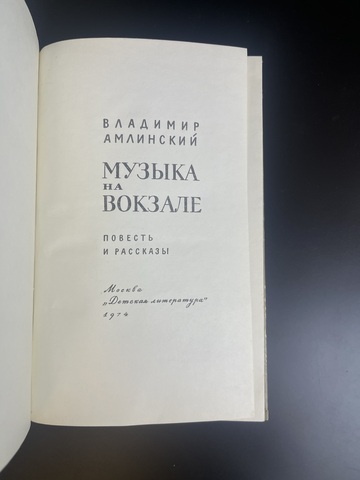 ВЛАДИМИР
АМЛИНСКИЙ
МУЗЫКА
НА
ВОКЗАЛЕ
ПОВЕСТЬ
И РАССКАЗЫ
Москва
„Детская литература“
1974